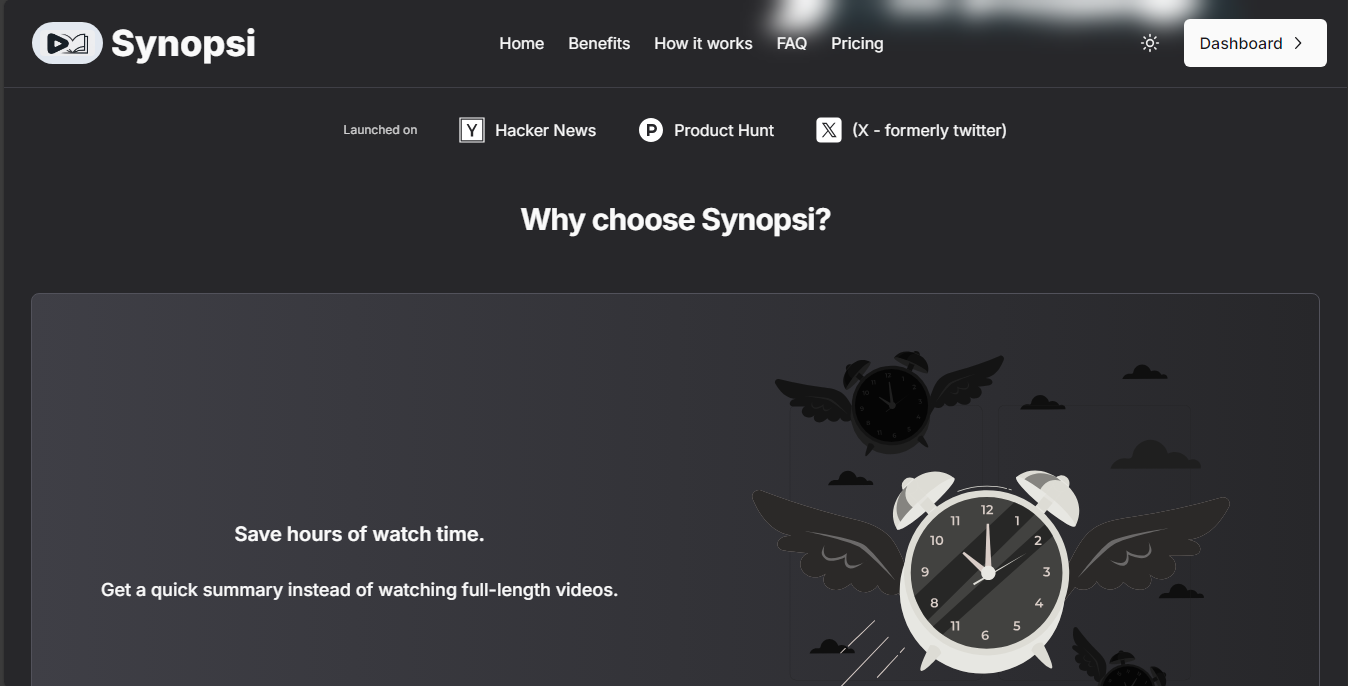 Synopsi
Home Benefits How it works FAQ Pricing
Dashboard
Launched on Y Hacker News P Product Hunt X (X - formerly twitter)
Why choose Synopsi?
Save hours of watch time.
Get a quick summary instead of watching full-length videos.
12
11 1
10 2
9 3
8 4
11 5
6